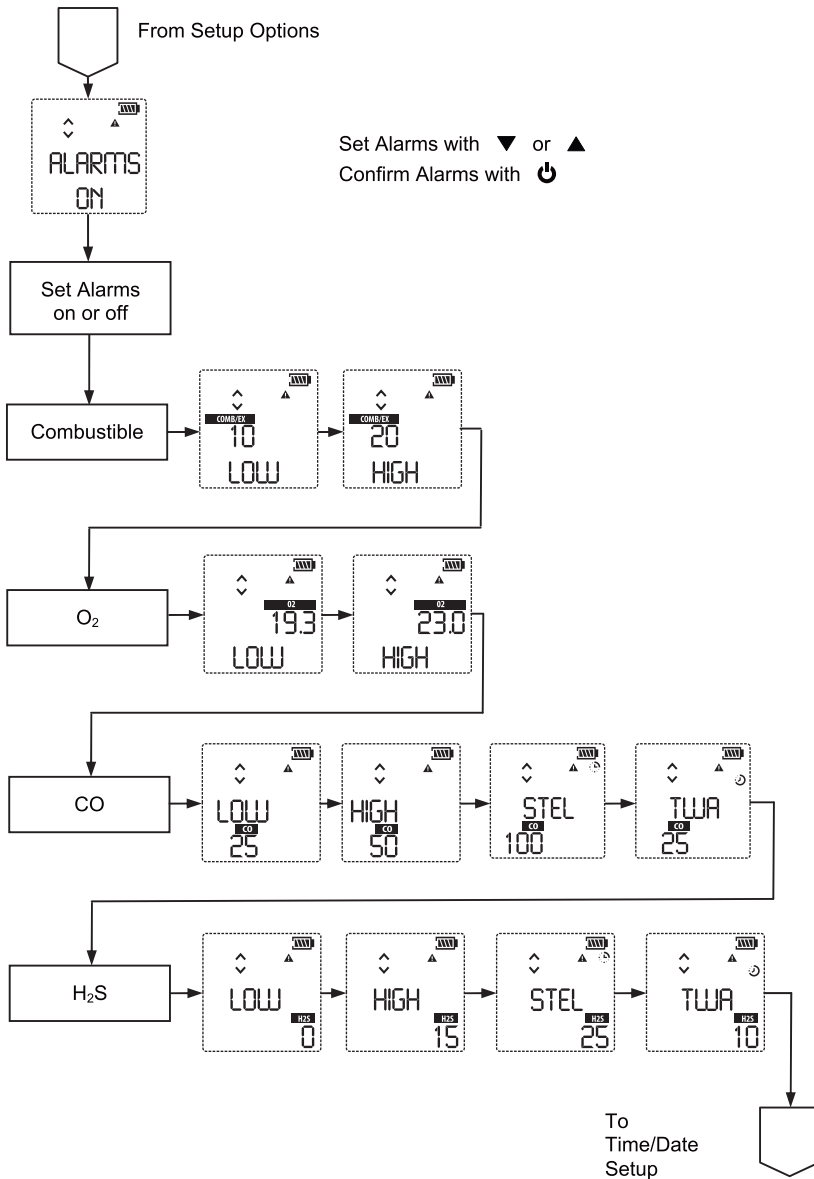 From Setup Options
ALARMS
ON
Set Alarms with ▼ or ▲
Confirm Alarms with
Set Alarms
on or off
Combustible
COMB/EX
10
LOW
COMB/EX
20
HIGH
O₂
O2
19.3
LOW
O2
23.0
HIGH
CO
LOW
CO
25
HIGH
CO
50
STEL
CO
100
TWA
CO
25
H₂S
LOW
H2S
0
HIGH
H2S
15
STEL
H2S
25
TWA
H2S
10
To
Time/Date
Setup